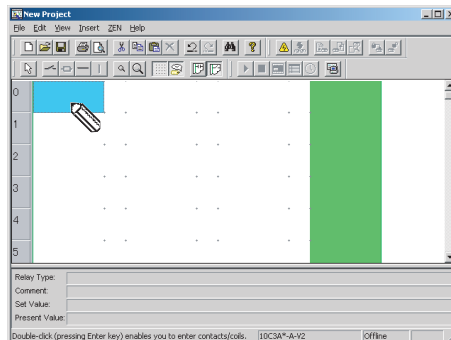 New Project
File Edit View Insert ZEN Help
0
1
2
3
4
5
Relay Type:
Comment:
Set Value:
Present Value:
Double-click (pressing Enter key) enables you to enter contacts/coils. 10C3A*-A-V2 Offline